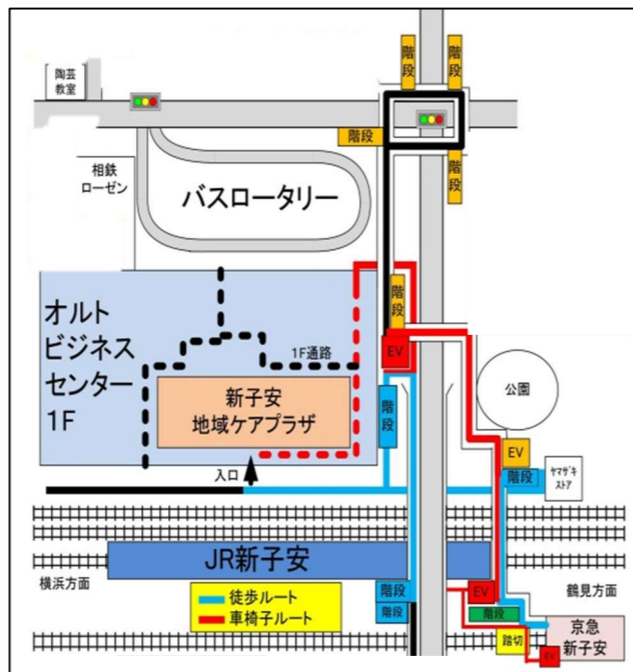 階段
階段
陶芸
教室
階段
階段
相鉄
ローゼン
バスロータリー
オルト
ビジネス
センター
1F
階段
1F通路
EV
新子安
地域ケアプラザ
公園
階段
EV
入口
階段
ヤマザキ
ストア
JR新子安
横浜方面
鶴見方面
階段
EV
徒歩ルート
車椅子ルート
階段
階段
踏切
京急
新子安
EV